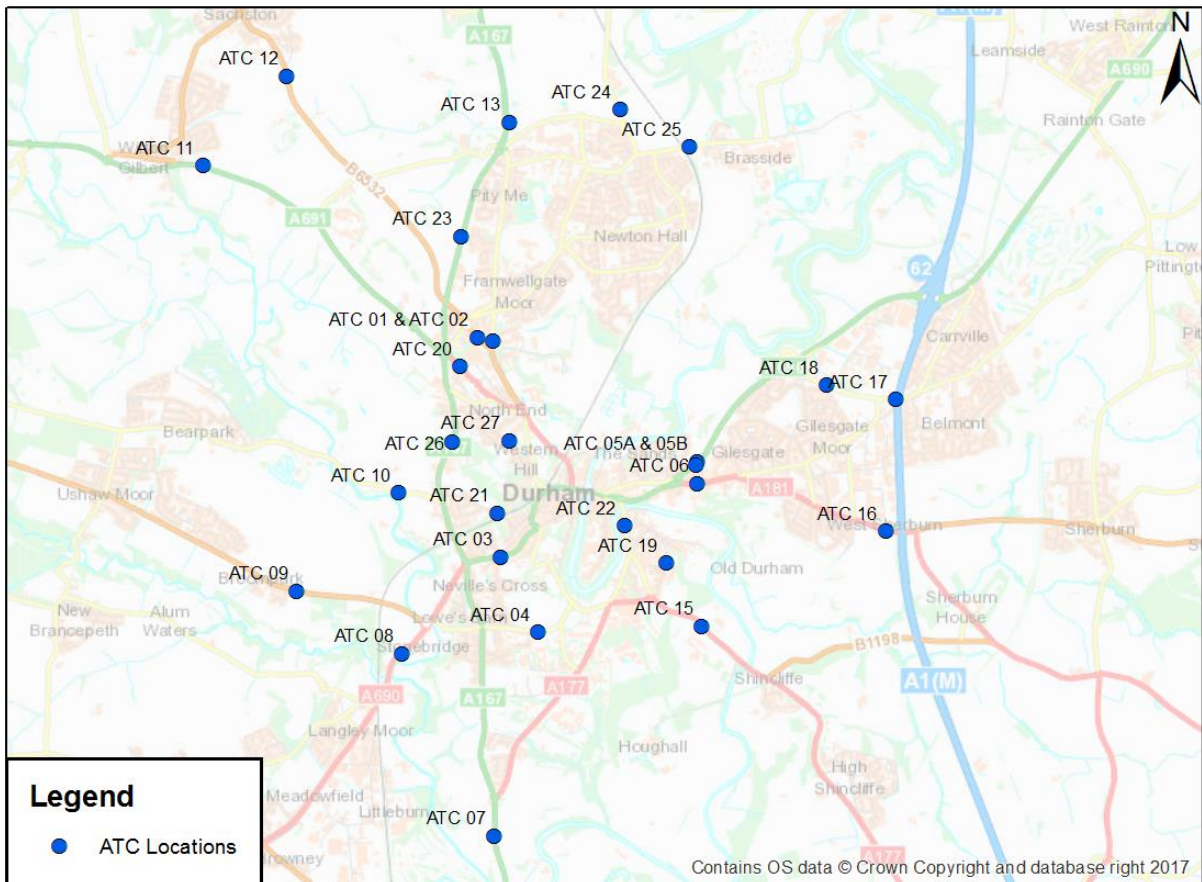 Sachston
A167
West Rainton
N
Leamside
ATC 12
A690
ATC 24
ATC 13
Rainton Gate
ATC 25
ATC 11
Gilbert
Brasside
B6532
Pity Me
A691
ATC 23
Newton Hall
Low
Pittington
62
Framwellgate
Moor
ATC 01 & ATC 02
Carrville
ATC 20
ATC 18
ATC 17
North End
Bearpark
ATC 27
Western
Hill
ATC 26
ATC 05A & 05B
The Sands
Gilesgate
Gilesgate
Moor
Belmont
ATC 06
Ushaw Moor
ATC 10
Durham
A181
ATC 21
ATC 22
ATC 16
West Sherburn
Sherburn
ATC 03
ATC 19
Old Durham
ATC 09
Neville's Cross
New
Brancepeth
Alum
Waters
ATC 04
ATC 15
Sherburn
House
ATC 08
Stonebridge
B1198
Shincliffe
A1(M)
A690
A167
A177
Langley Moor
Houghall
High
Shincliffe
Legend
Meadowfield
Littleburn
ATC 07
ATC Locations
Browney
A177
Contains OS data © Crown Copyright and database right 2017